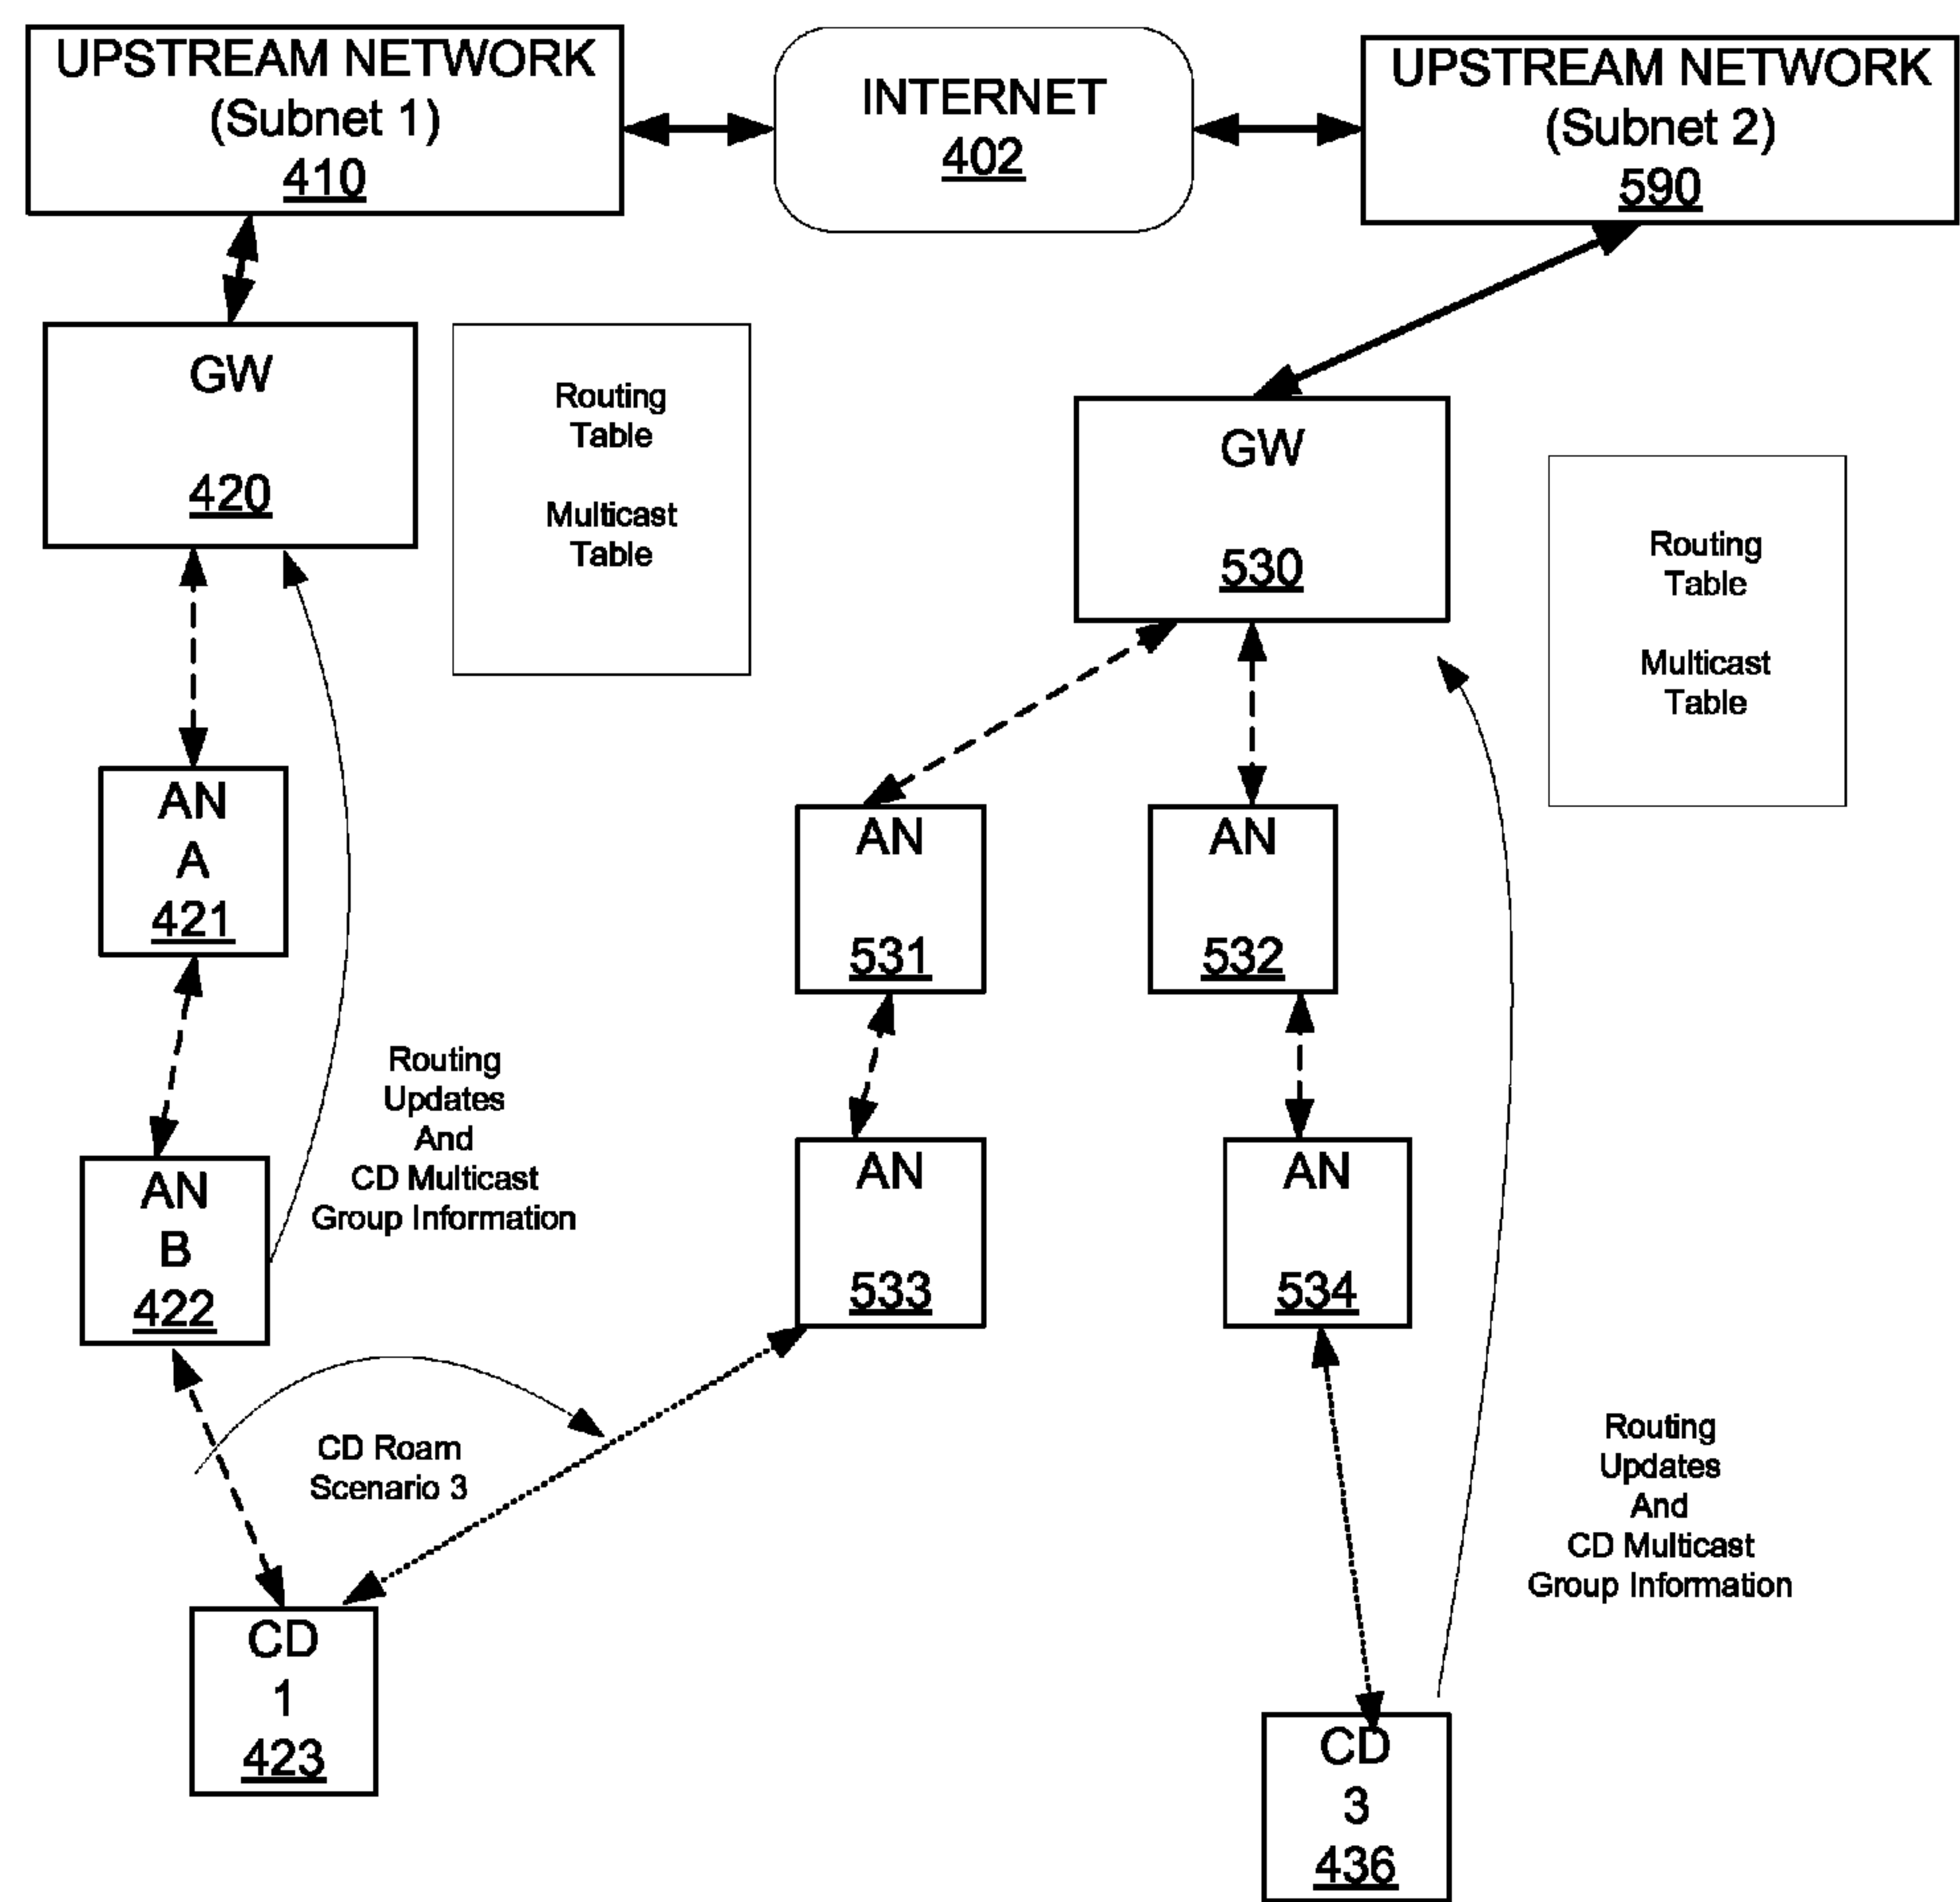 UPSTREAM NETWORK
(Subnet 1)
410
INTERNET
402
UPSTREAM NETWORK
(Subnet 2)
590
GW
420
Routing
Table
Multicast
Table
GW
530
Routing
Table
Multicast
Table
AN
A
421
AN
531
AN
532
Routing
Updates
And
CD Multicast
Group Information
AN
B
422
AN
533
AN
534
CD Roam
Scenario 3
Routing
Updates
And
CD Multicast
Group Information
CD
1
423
CD
3
436